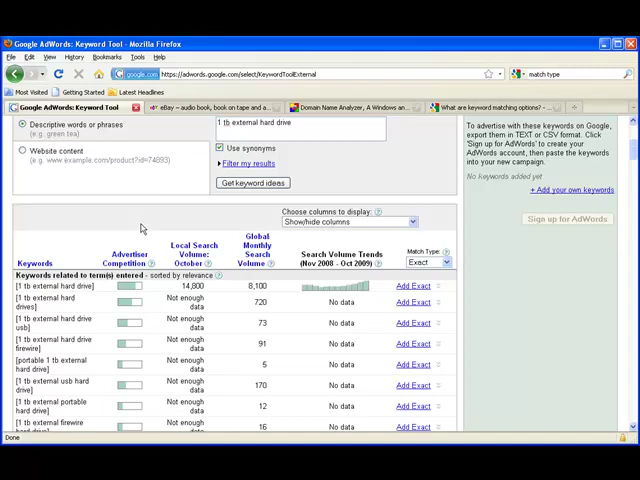 Google AdWords: Keyword Tool - Mozilla Firefox
File Edit View History Bookmarks Tools Help
google.com https://adwords.google.com/select/KeywordToolExternal match type
Most Visited Getting Started Latest Headlines
Google AdWords: Keyword Tool eBay – audio book, book on tape and ... Domain Name Analyzer, A Windows an... What are keyword matching options? -...
Descriptive words or phrases
(e.g. green tea)
Website content
(e.g. www.example.com/product?id=74893)
1 tb external hard drive
Use synonyms
Filter my results
Get keyword ideas
To advertise with these keywords on Google,
export them in TEXT or CSV format. Click
'Sign up for AdWords' to create your
AdWords account, then paste the keywords
into your new campaign.
No keywords added yet
+ Add your own keywords
Sign up for AdWords
Choose columns to display: ?
Show/hide columns
Keywords
Advertiser
Competition ?
Local Search
Volume:
October ?
Global
Monthly
Search
Volume ?
Search Volume Trends
(Nov 2008 - Oct 2009) ?
Match Type: ?
Exact
Keywords related to term(s) entered - sorted by relevance ?
[1 tb external hard drive] 14,800 8,100 Add Exact
[1 tb external hard
drives] Not enough
data 720 No data Add Exact
[1 tb external hard drive
usb] Not enough
data 73 No data Add Exact
[1 tb external hard drive
firewire] Not enough
data 91 No data Add Exact
[portable 1 tb external
hard drive] Not enough
data 5 No data Add Exact
[1 tb external usb hard
drive] Not enough
data 170 No data Add Exact
[1 tb external portable
hard drive] Not enough
data 12 No data Add Exact
[1 tb external firewire
hard drive] Not enough
data 16 No data Add Exact
Done